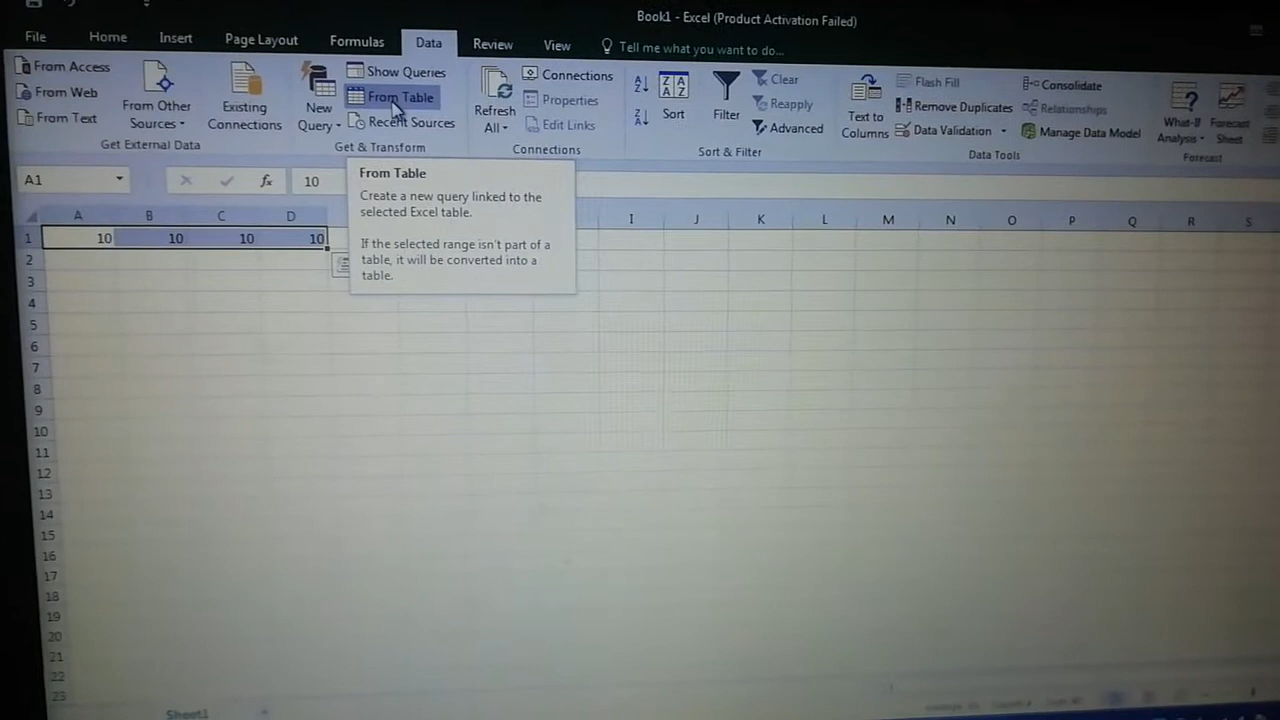 Book1 - Excel (Product Activation Failed)
File Home Insert Page Layout Formulas Data Review View Tell me what you want to do...
From Access
From Web
From Text
From Other Sources
Existing Connections
Get External Data
New Query
Show Queries
From Table
Recent Sources
Get & Transform
Refresh All
Connections
Properties
Edit Links
Connections
Sort
Filter
Clear
Reapply
Advanced
Sort & Filter
Text to Columns
Flash Fill
Remove Duplicates
Data Validation
Consolidate
Relationships
Manage Data Model
Data Tools
What-If Analysis
Forecast Sheet
Forecast
A1 fx 10
From Table
Create a new query linked to the
selected Excel table.
If the selected range isn't part of a
table, it will be converted into a
table.
A B C D I J K L M N O P Q R S
1 10 10 10 10
2
3
4
5
6
7
8
9
10
11
12
13
14
15
16
17
18
19
20
21
22
23
Sheet1